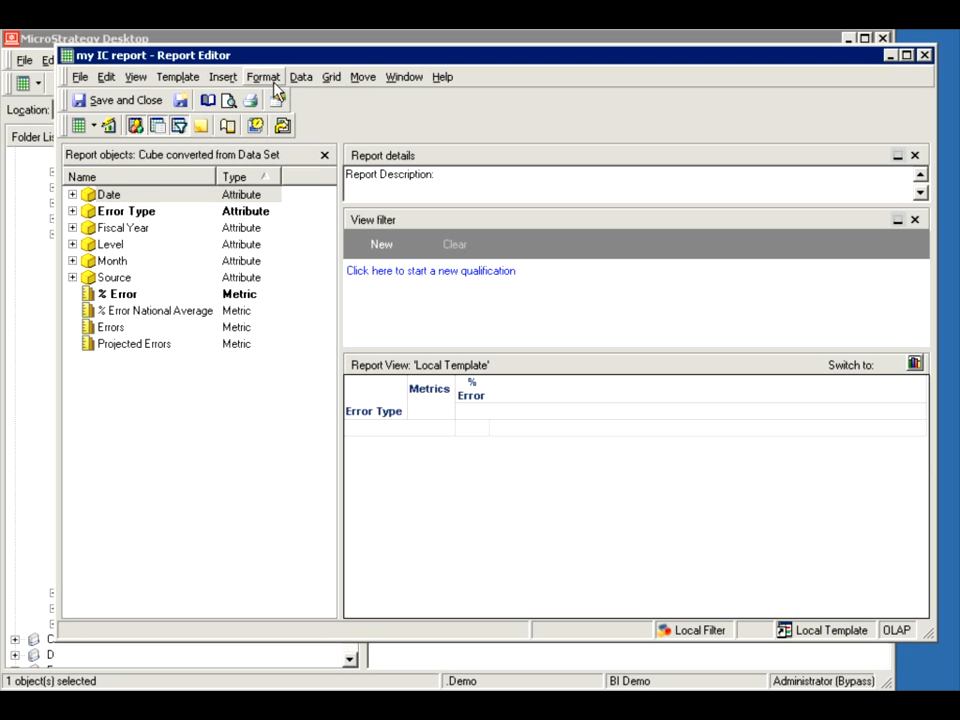 MicroStrategy Desktop
my IC report - Report Editor
File Ed
File Edit View Template Insert Format Data Grid Move Window Help
Save and Close
Location:
Folder Lis
Report objects: Cube converted from Data Set
Name Type
Date Attribute
Error Type Attribute
Fiscal Year Attribute
Level Attribute
Month Attribute
Source Attribute
% Error Metric
% Error National Average Metric
Errors Metric
Projected Errors Metric
Report details
Report Description:
View filter
New Clear
Click here to start a new qualification
Report View: 'Local Template' Switch to:
Metrics % Error
Error Type
Local Filter Local Template OLAP
C
D
1 object(s) selected .Demo BI Demo Administrator (Bypass)